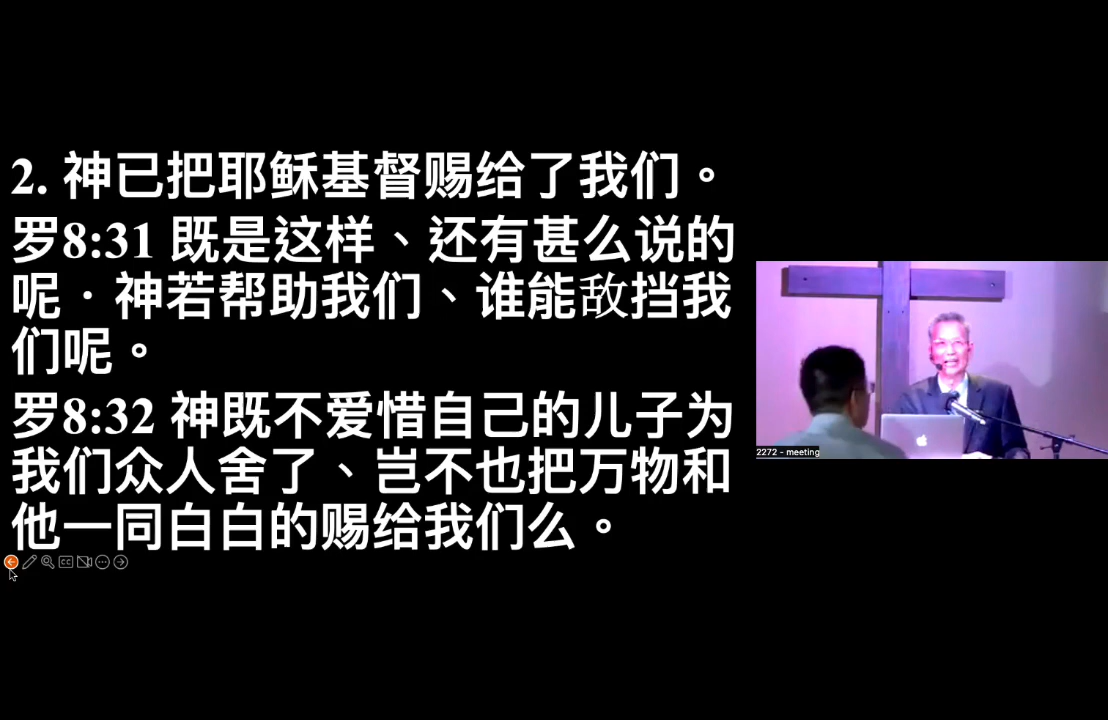 2. 神已把耶稣基督赐给了我们。
罗8:31 既是这样、还有甚么说的
呢．神若帮助我们、谁能敌挡我
们呢。
罗8:32 神既不爱惜自己的儿子为
我们众人舍了、岂不也把万物和
他一同白白的赐给我们么。
CC
2272 - meeting